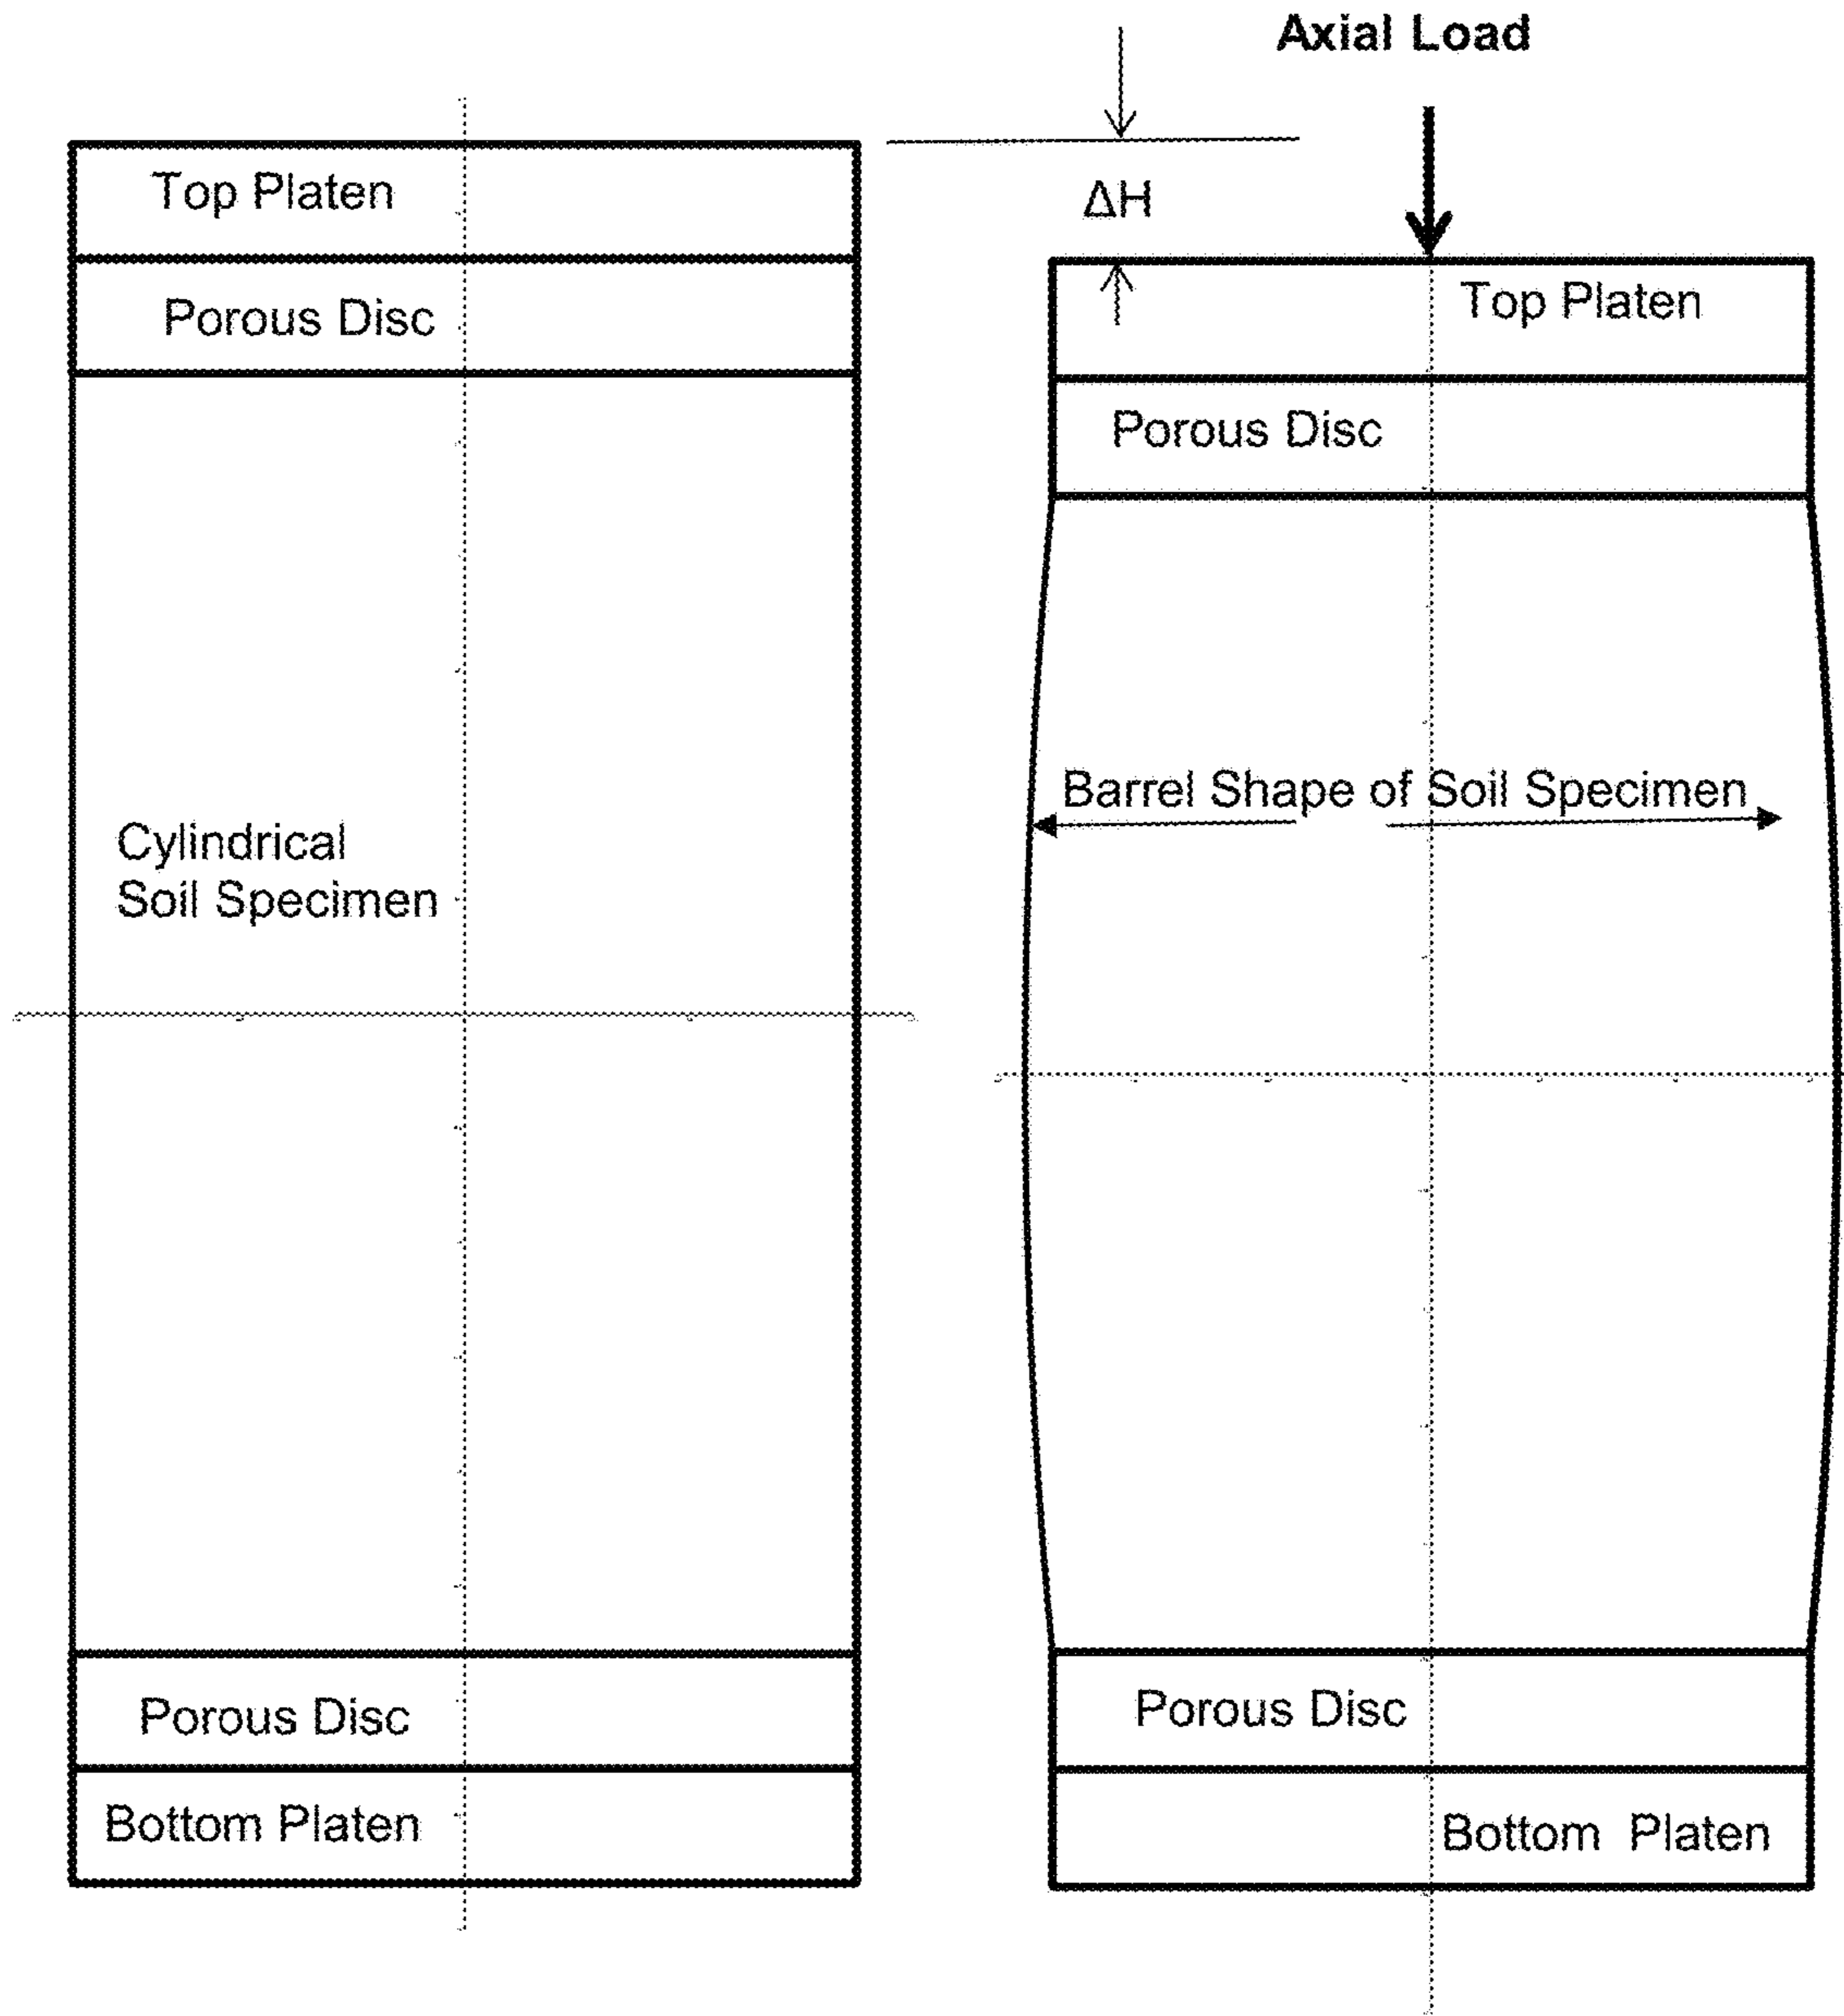 Axial Load
Top Platen
Porous Disc
Cylindrical
Soil Specimen
Porous Disc
Bottom Platen
ΔH
Top Platen
Porous Disc
Barrel Shape of Soil Specimen
Porous Disc
Bottom Platen